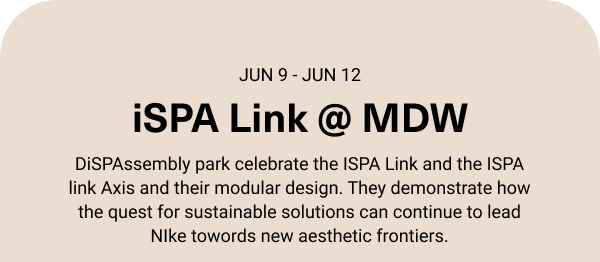 JUN 9 - JUN 12
iSPA Link @ MDW
DiSPAssembly park celebrate the ISPA Link and the ISPA
link Axis and their modular design. They demonstrate how
the quest for sustainable solutions can continue to lead
NIke towords new aesthetic frontiers.